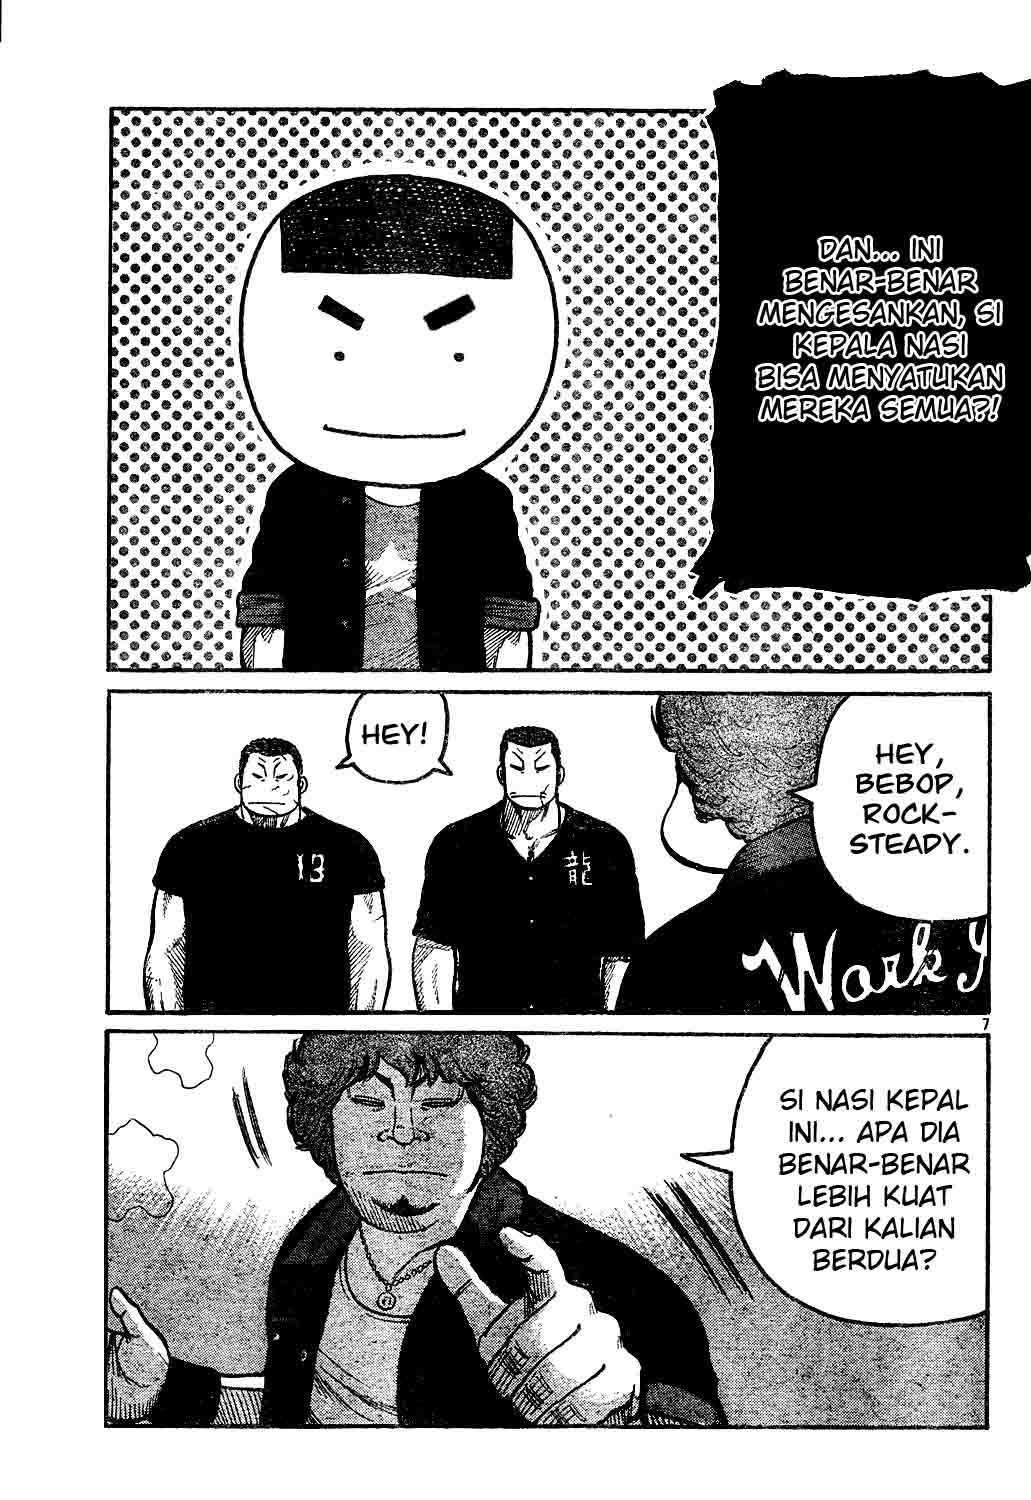 DAN... INI
BENAR-BENAR
MENGESANKAN, SI
KEPALA NASI
BISA MENYATUKAN
MEREKA SEMUA?!
HEY,
BEBOP,
ROCK-
STEADY.
HEY!
龍
13
Work
7
SI NASI KEPAL
INI... APA DIA
BENAR-BENAR
LEBIH KUAT
DARI KALIAN
BERDUA?